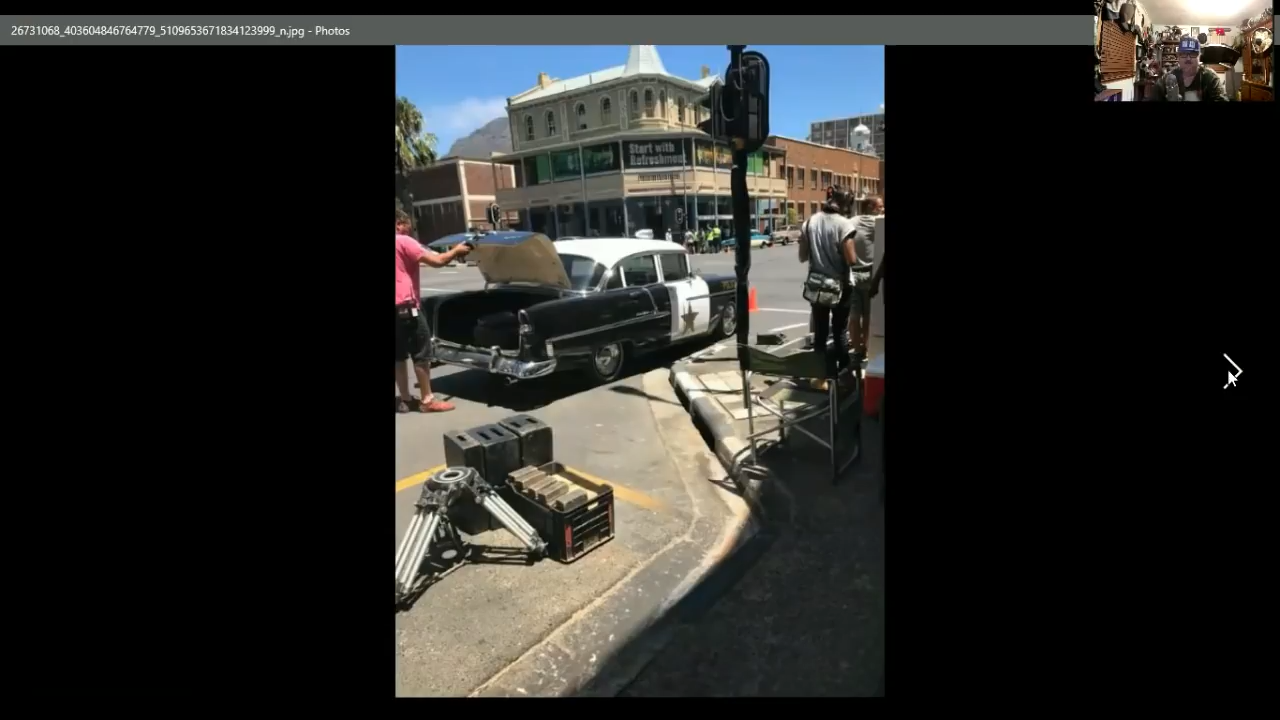 26731068_403604846764779_5109653671834123999_n.jpg - Photos
Start with
Refreshment